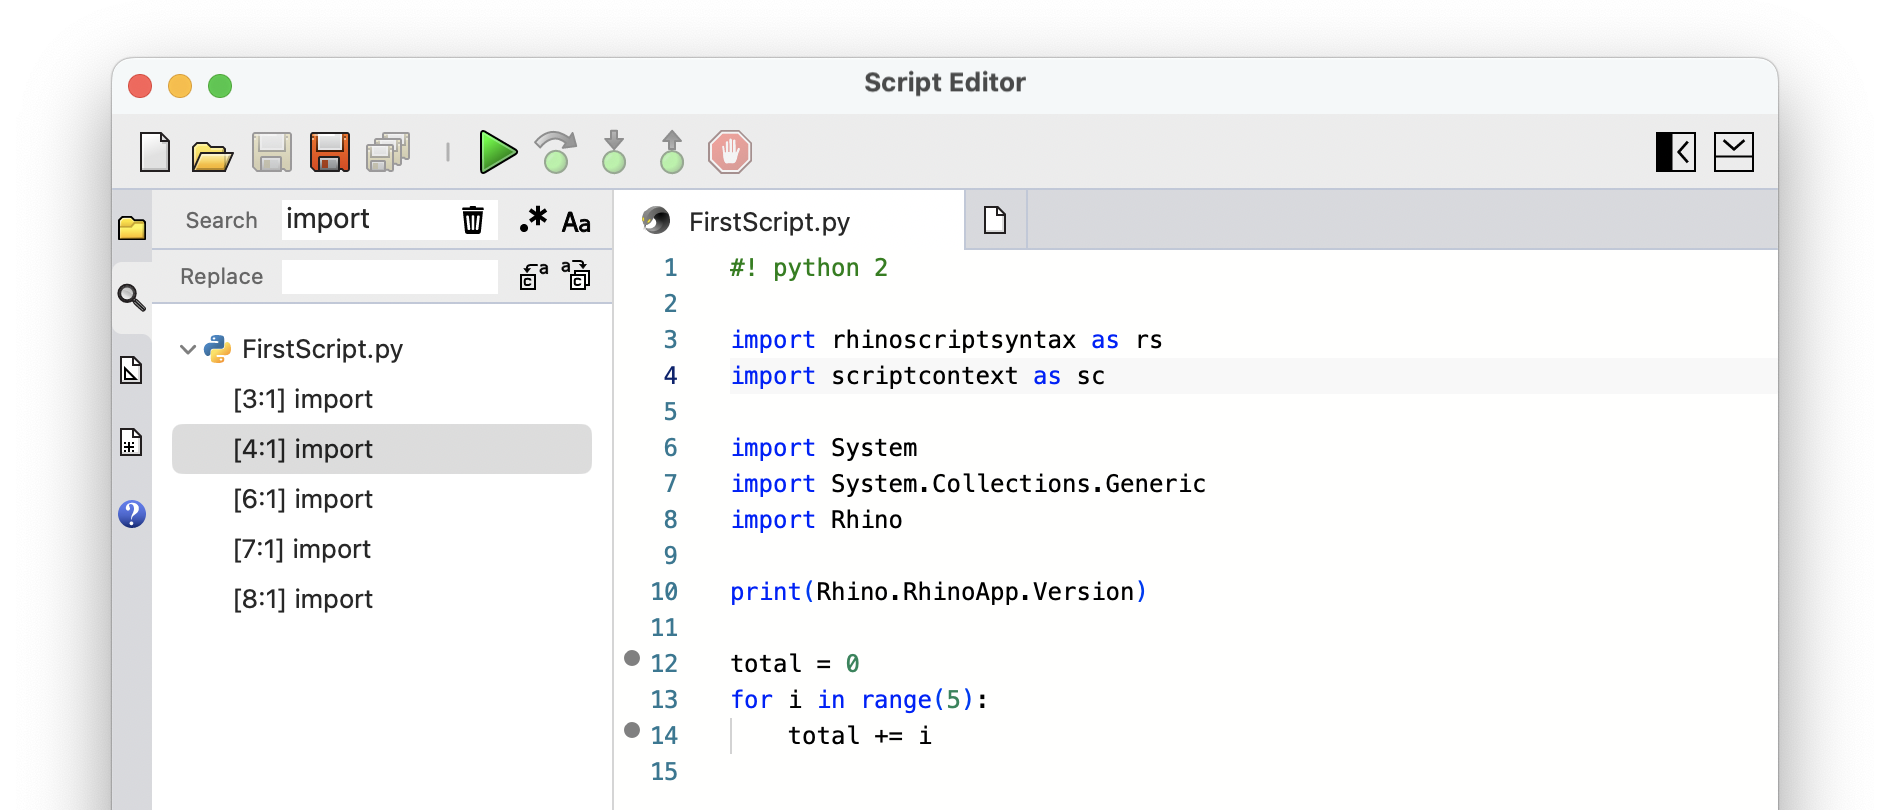 Script Editor
Search import .* Aa
Replace
FirstScript.py
[3:1] import
[4:1] import
[6:1] import
[7:1] import
[8:1] import
FirstScript.py
1 #! python 2
2
3 import rhinoscriptsyntax as rs
4 import scriptcontext as sc
5
6 import System
7 import System.Collections.Generic
8 import Rhino
9
10 print(Rhino.RhinoApp.Version)
11
12 total = 0
13 for i in range(5):
14 total += i
15